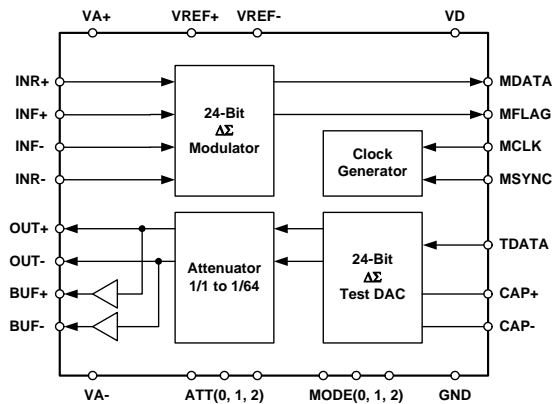 VA+ VREF+ VREF- VD
INR+
INF+
INF-
INR-
24-Bit
ΔΣ
Modulator
MDATA
MFLAG
MCLK
MSYNC
Clock
Generator
OUT+
OUT-
BUF+
BUF-
Attenuator
1/1 to 1/64
24-Bit
ΔΣ
Test DAC
TDATA
CAP+
CAP-
VA- ATT(0, 1, 2) MODE(0, 1, 2) GND